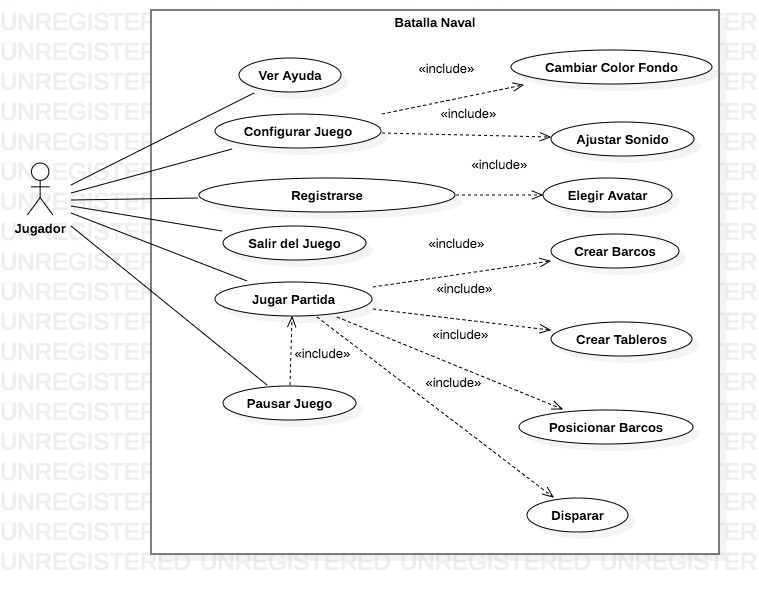 Batalla Naval
Ver Ayuda
«include»
Cambiar Color Fondo
Configurar Juego
«include»
Ajustar Sonido
«include»
Registrarse
Elegir Avatar
Jugador
Salir del Juego
«include»
Crear Barcos
Jugar Partida
«include»
Crear Tableros
«include»
«include»
Pausar Juego
«include»
Posicionar Barcos
Disparar
UNREGISTERED UNREGISTERED UNREGISTERED UNREGISTERED